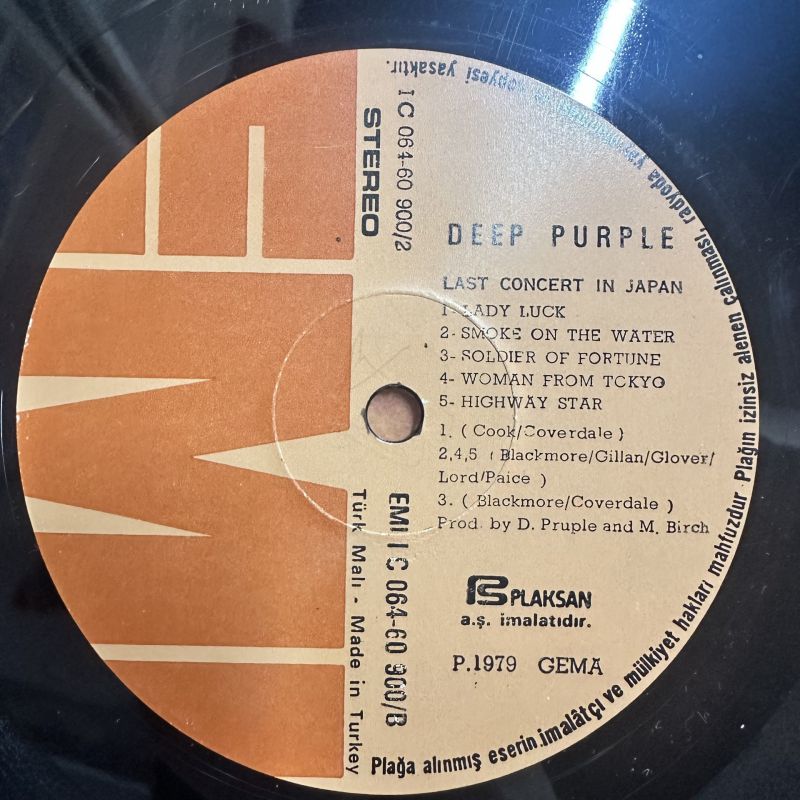 EMI
1C 064-60 900/2
STEREO
DEEP PURPLE
LAST CONCERT IN JAPAN
1- LADY LUCK
2- SMOKE ON THE WATER
3- SOLDIER OF FORTUNE
4- WOMAN FROM TOKYO
5- HIGHWAY STAR
1. ( Cook/Coverdale )
2,4,5 ( Blackmore/Gillan/Glover/
Lord/Paice )
3. ( Blackmore/Coverdale )
Prod. by D. Pruple and M. Birch
EMI 1 C 064-60 900/B
Türk Malı - Made in Turkey
PLAKSAN
a.ş. imalatıdır.
P.1979 GEMA
Plağa alınmış eserin.imalâtçı ve mülkiyet hakları mahfuzdur Plağın izinsiz alenen çalınması, radyoda kopyesi yasaktır.